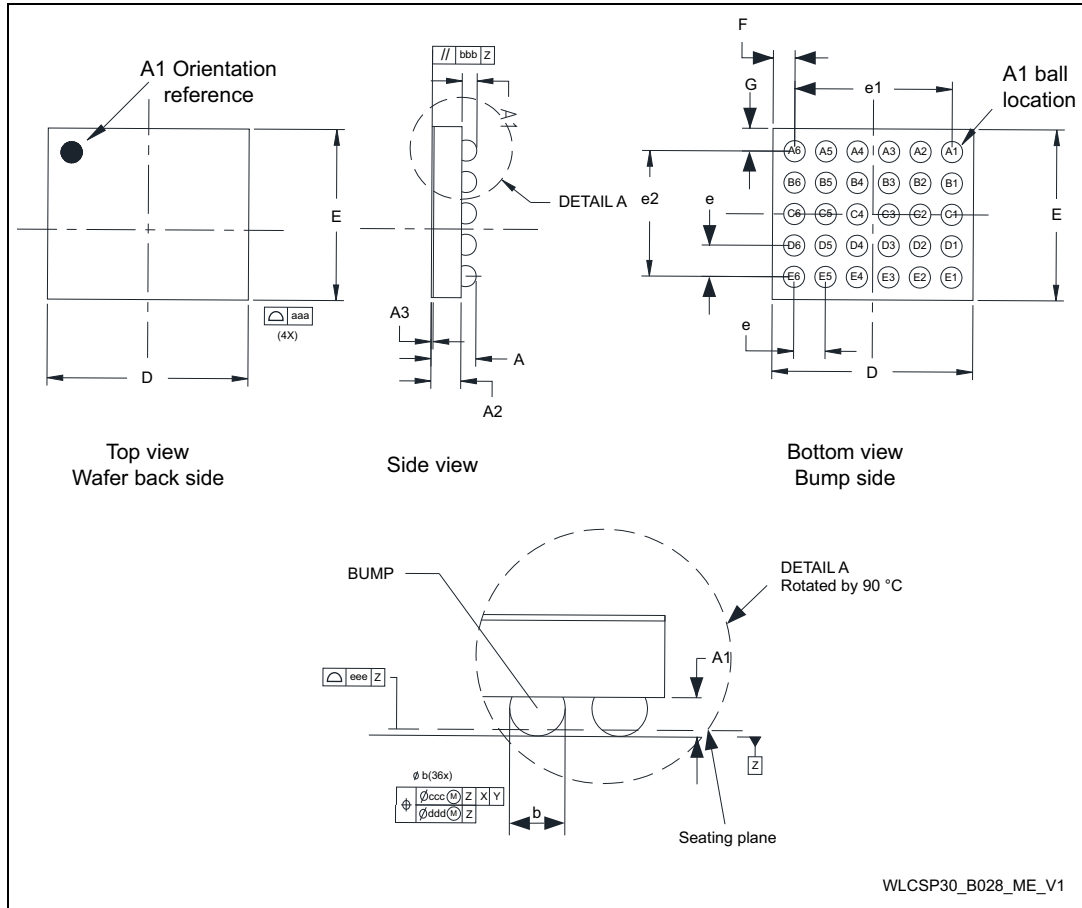 A1 Orientation
reference
E
D
aaa
(4X)
Top view
Wafer back side
// bbb Z
A1
DETAIL A
A3
A
A2
Side view
F
G
e1
A1 ball
location
e2
e
e
E
D
A6 A5 A4 A3 A2 A1
B6 B5 B4 B3 B2 B1
C6 C5 C4 C3 C2 C1
D6 D5 D4 D3 D2 D1
E6 E5 E4 E3 E2 E1
Bottom view
Bump side
BUMP
DETAIL A
Rotated by 90 °C
A1
eee Z
Z
ø b(36x)
Øccc Ⓜ Z X Y
Øddd Ⓜ Z
b
Seating plane
WLCSP30_B028_ME_V1